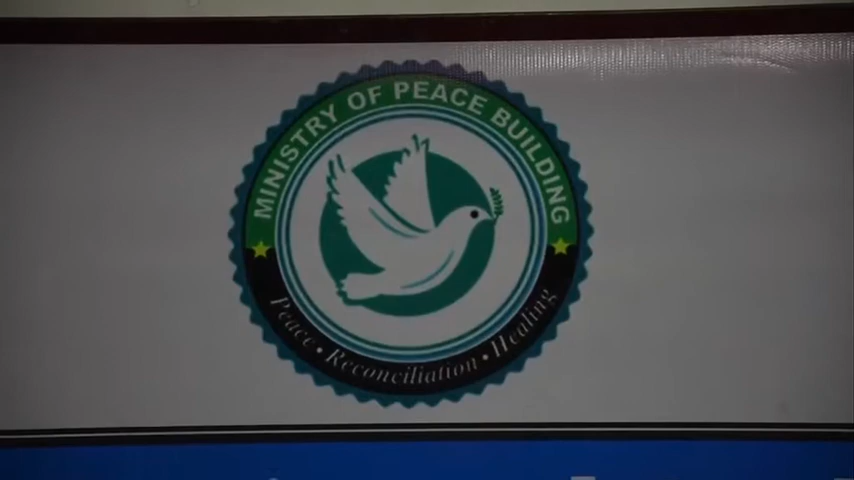 MINISTRY OF PEACE BUILDING
Peace • Reconciliation • Healing